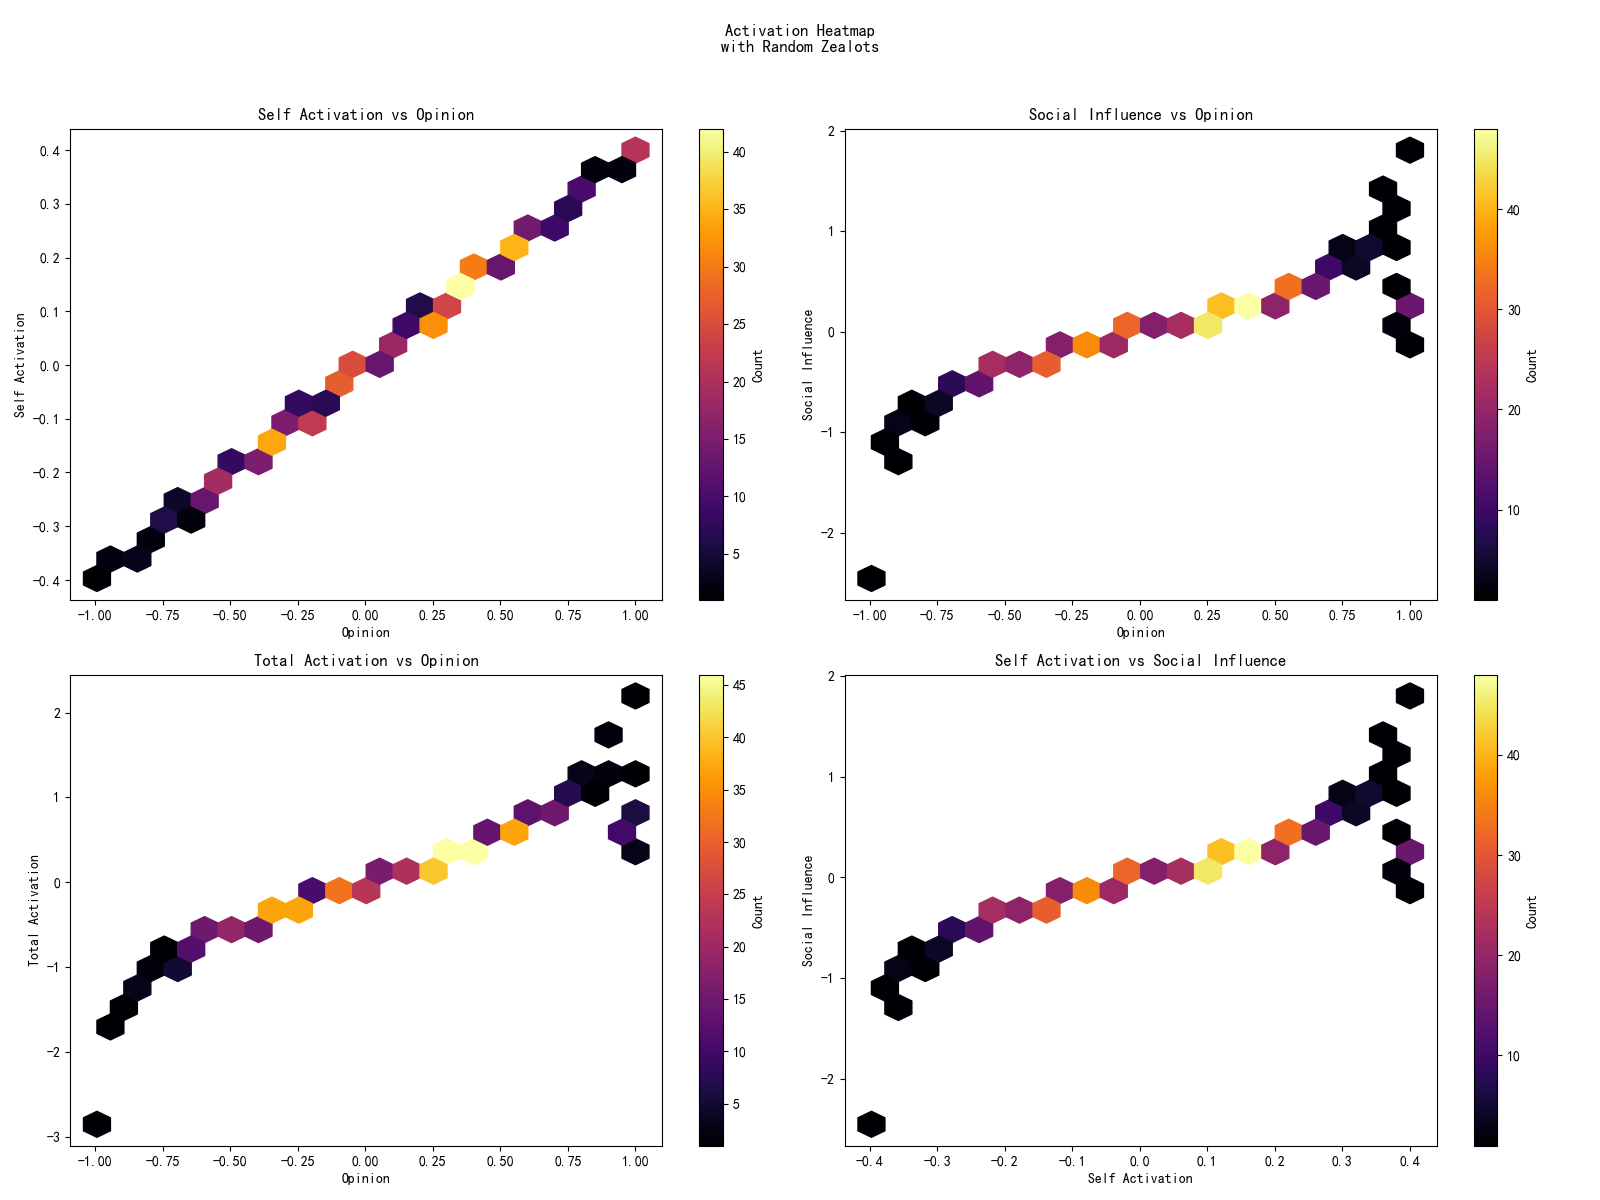 Activation Heatmap
with Random Zealots
Self Activation vs Opinion
Social Influence vs Opinion
0.4
0.3
0.2
0.1
0.0
-0.1
-0.2
-0.3
-0.4
Self Activation
-1.00 -0.75 -0.50 -0.25 0.00 0.25 0.50 0.75 1.00
Opinion
40
35
30
25
20
15
10
5
Count
2
1
0
-1
-2
Social Influence
-1.00 -0.75 -0.50 -0.25 0.00 0.25 0.50 0.75 1.00
Opinion
40
30
20
10
Count
Total Activation vs Opinion
Self Activation vs Social Influence
2
1
0
-1
-2
-3
Total Activation
-1.00 -0.75 -0.50 -0.25 0.00 0.25 0.50 0.75 1.00
Opinion
45
40
35
30
25
20
15
10
5
Count
2
1
0
-1
-2
Social Influence
-0.4 -0.3 -0.2 -0.1 0.0 0.1 0.2 0.3 0.4
Self Activation
40
30
20
10
Count